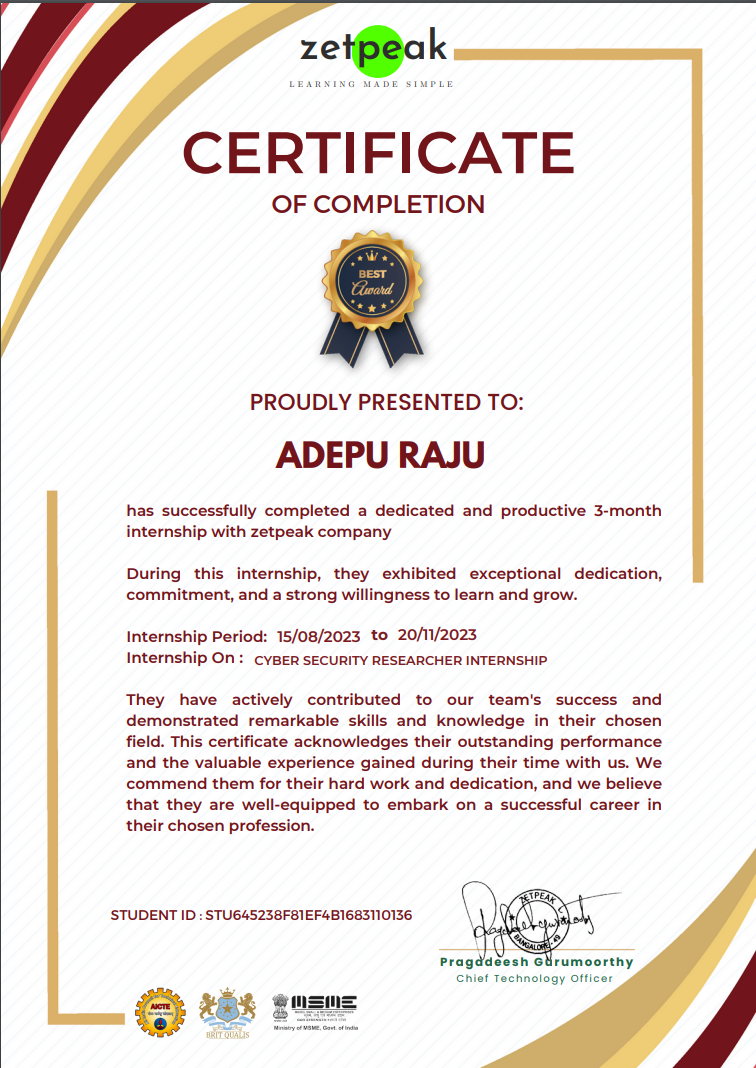 zetpeak
LEARNING MADE SIMPLE
CERTIFICATE
OF COMPLETION
BEST
Award
PROUDLY PRESENTED TO:
ADEPU RAJU
has successfully completed a dedicated and productive 3-month
internship with zetpeak company
During this internship, they exhibited exceptional dedication,
commitment, and a strong willingness to learn and grow.
Internship Period: 15/08/2023 to 20/11/2023
Internship On : CYBER SECURITY RESEARCHER INTERNSHIP
They have actively contributed to our team's success and
demonstrated remarkable skills and knowledge in their chosen
field. This certificate acknowledges their outstanding performance
and the valuable experience gained during their time with us. We
commend them for their hard work and dedication, and we believe
that they are well-equipped to embark on a successful career in
their chosen profession.
STUDENT ID : STU645238F81EF4B1683110136
ZETPEAK
BANGALORE - 49
Pragadeesh Gurumoorthy
Chief Technology Officer
AICTE
BRIT QUALIS
MSME
Ministry of MSME, Govt. of India